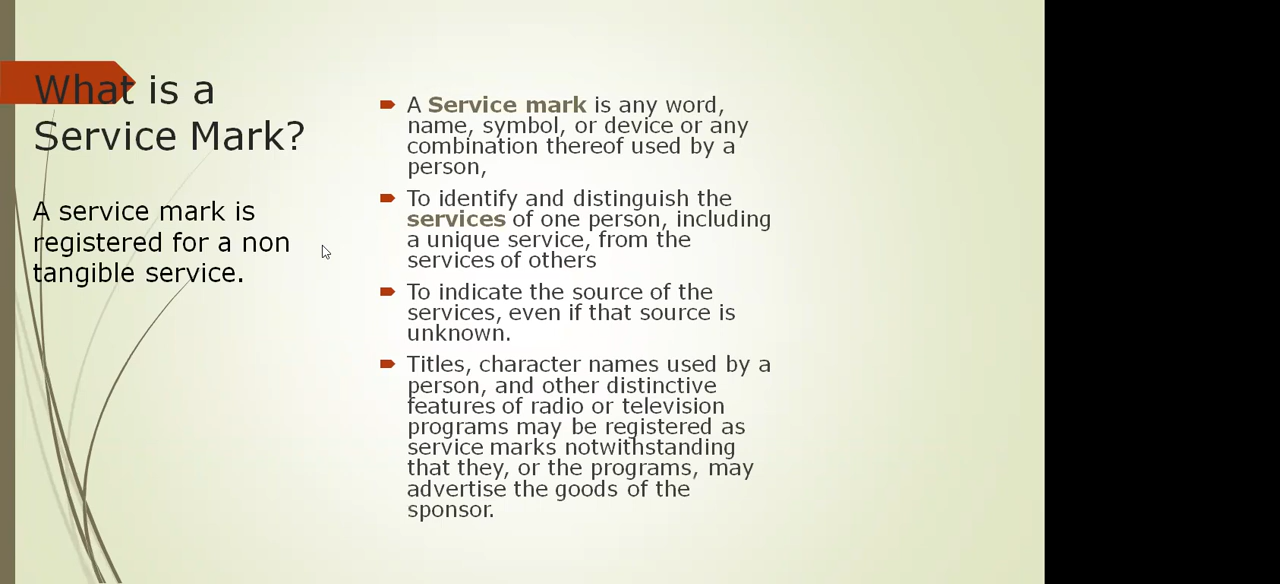 What is a
Service Mark?
A service mark is
registered for a non
tangible service.
A Service mark is any word,
name, symbol, or device or any
combination thereof used by a
person,
To identify and distinguish the
services of one person, including
a unique service, from the
services of others
To indicate the source of the
services, even if that source is
unknown.
Titles, character names used by a
person, and other distinctive
features of radio or television
programs may be registered as
service marks notwithstanding
that they, or the programs, may
advertise the goods of the
sponsor.